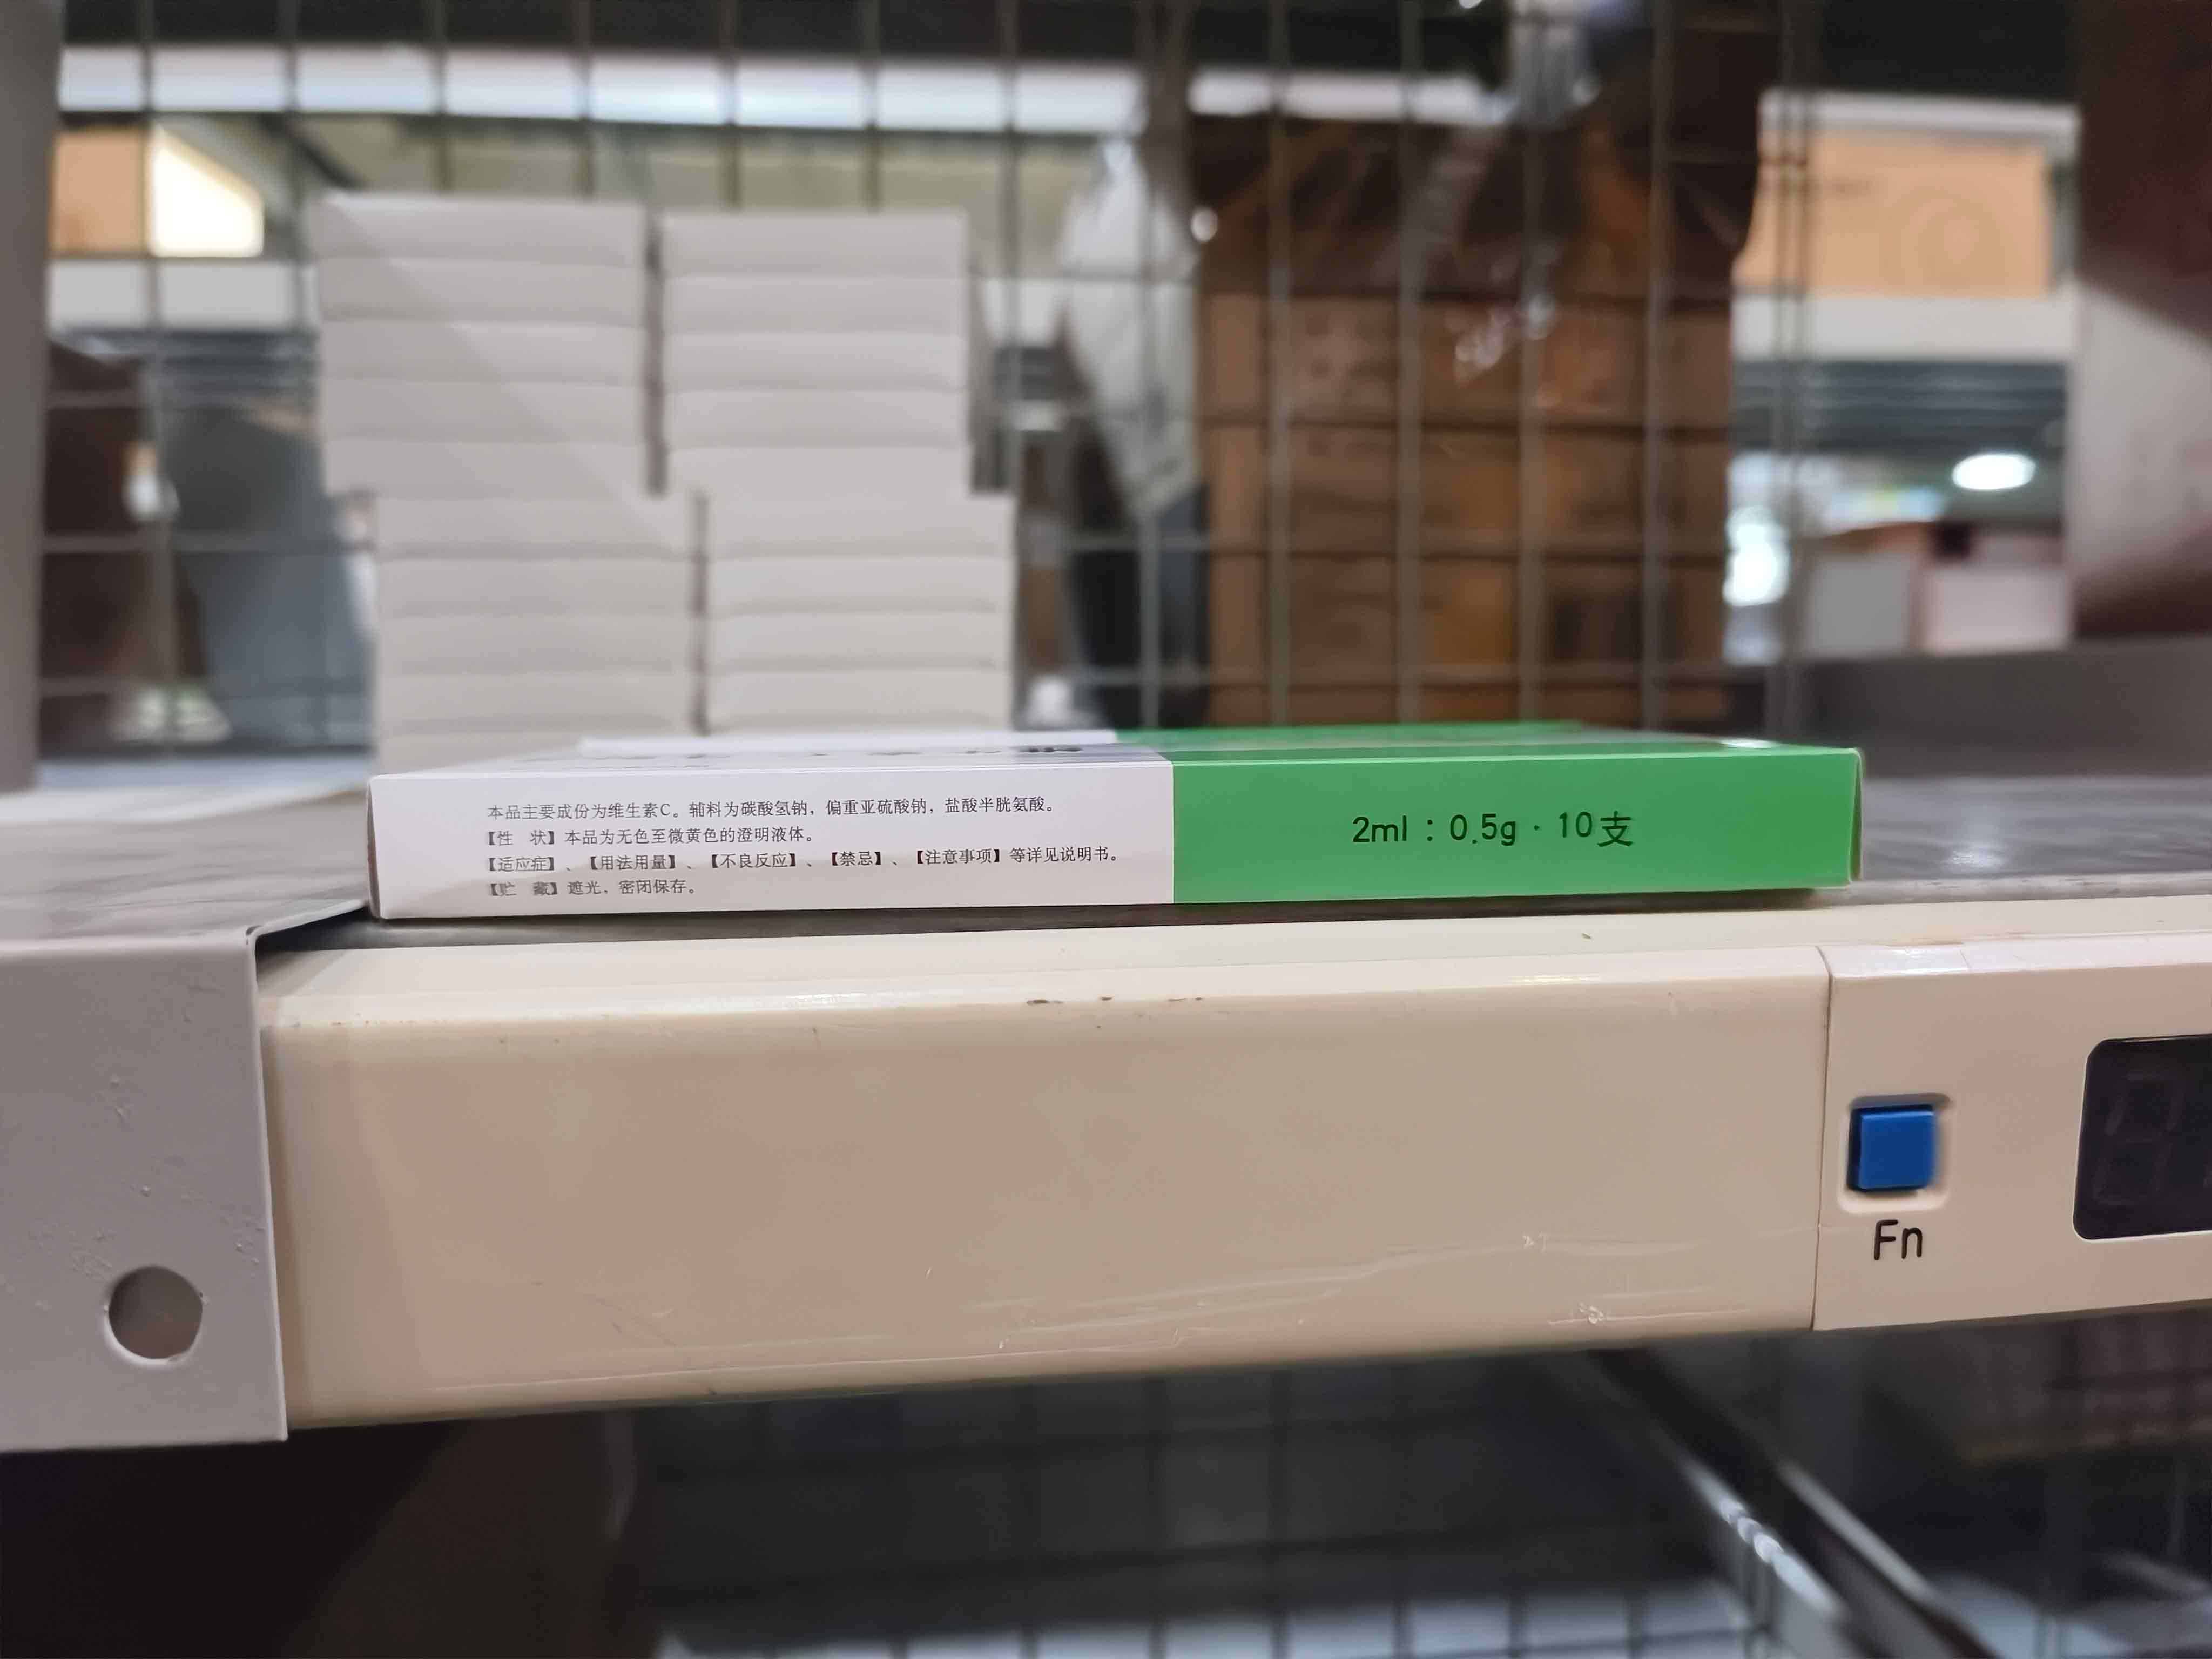 本品主要成份为维生素C。辅料为碳酸氢钠，偏重亚硫酸钠，盐酸半胱氨酸。
【性　状】本品为无色至微黄色的澄明液体。
【适应症】、【用法用量】、【不良反应】、【禁忌】、【注意事项】等详见说明书。
【贮　藏】遮光，密闭保存。
2ml：0.5g·10支
Fn